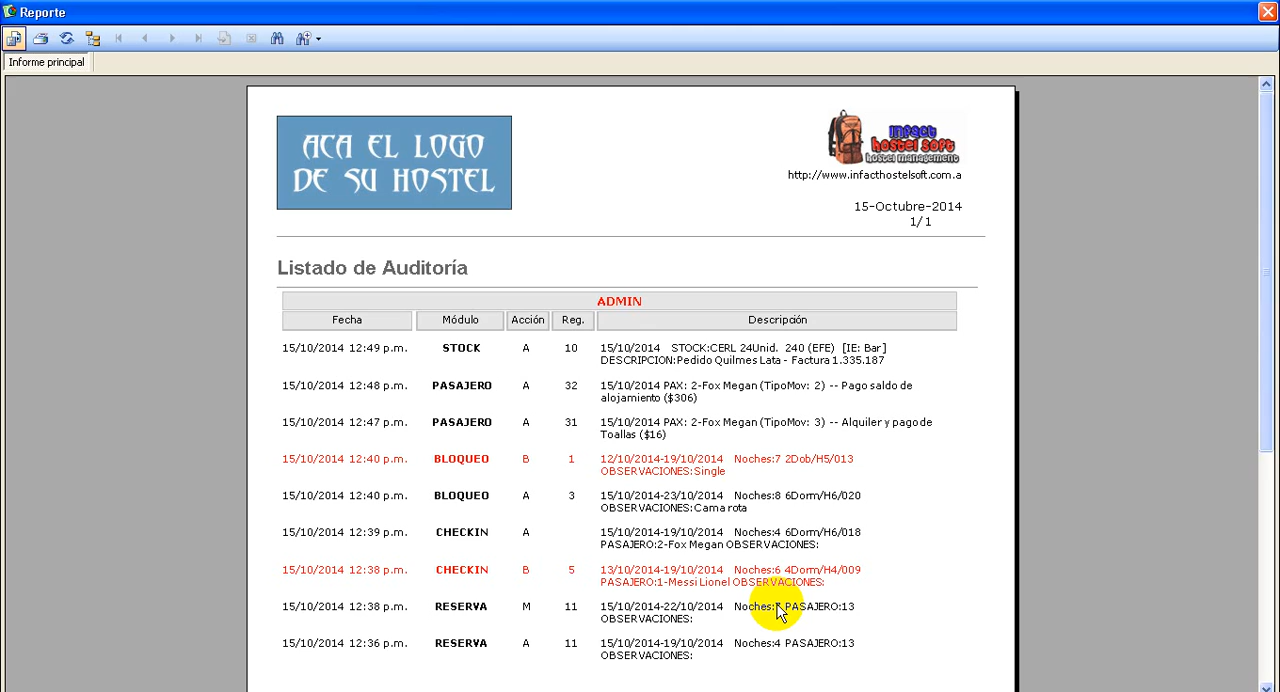 Reporte
Informe principal
ACA EL LOGO
DE SU HOSTEL
infact
hostel soft
hostel management
http://www.infacthostelsoft.com.a
15-Octubre-2014
1/1
Listado de Auditoría
ADMIN
Fecha Módulo Acción Reg. Descripción
15/10/2014 12:49 p.m. STOCK A 10 15/10/2014 STOCK:CERL 24Unid. 240 (EFE) [IE: Bar]
DESCRIPCION:Pedido Quilmes Lata - Factura 1.335.187
15/10/2014 12:48 p.m. PASAJERO A 32 15/10/2014 PAX: 2-Fox Megan (TipoMov: 2) -- Pago saldo de
alojamiento ($306)
15/10/2014 12:47 p.m. PASAJERO A 31 15/10/2014 PAX: 2-Fox Megan (TipoMov: 3) -- Alquiler y pago de
Toallas ($16)
15/10/2014 12:40 p.m. BLOQUEO B 1 12/10/2014-19/10/2014 Noches:7 2Dob/H5/013
OBSERVACIONES:Single
15/10/2014 12:40 p.m. BLOQUEO A 3 15/10/2014-23/10/2014 Noches:8 6Dorm/H6/020
OBSERVACIONES:Cama rota
15/10/2014 12:39 p.m. CHECKIN A 15/10/2014-19/10/2014 Noches:4 6Dorm/H6/018
PASAJERO:2-Fox Megan OBSERVACIONES:
15/10/2014 12:38 p.m. CHECKIN B 5 13/10/2014-19/10/2014 Noches:6 4Dorm/H4/009
PASAJERO:1-Messi Lionel OBSERVACIONES:
15/10/2014 12:38 p.m. RESERVA M 11 15/10/2014-22/10/2014 Noches:7 PASAJERO:13
OBSERVACIONES:
15/10/2014 12:36 p.m. RESERVA A 11 15/10/2014-19/10/2014 Noches:4 PASAJERO:13
OBSERVACIONES: